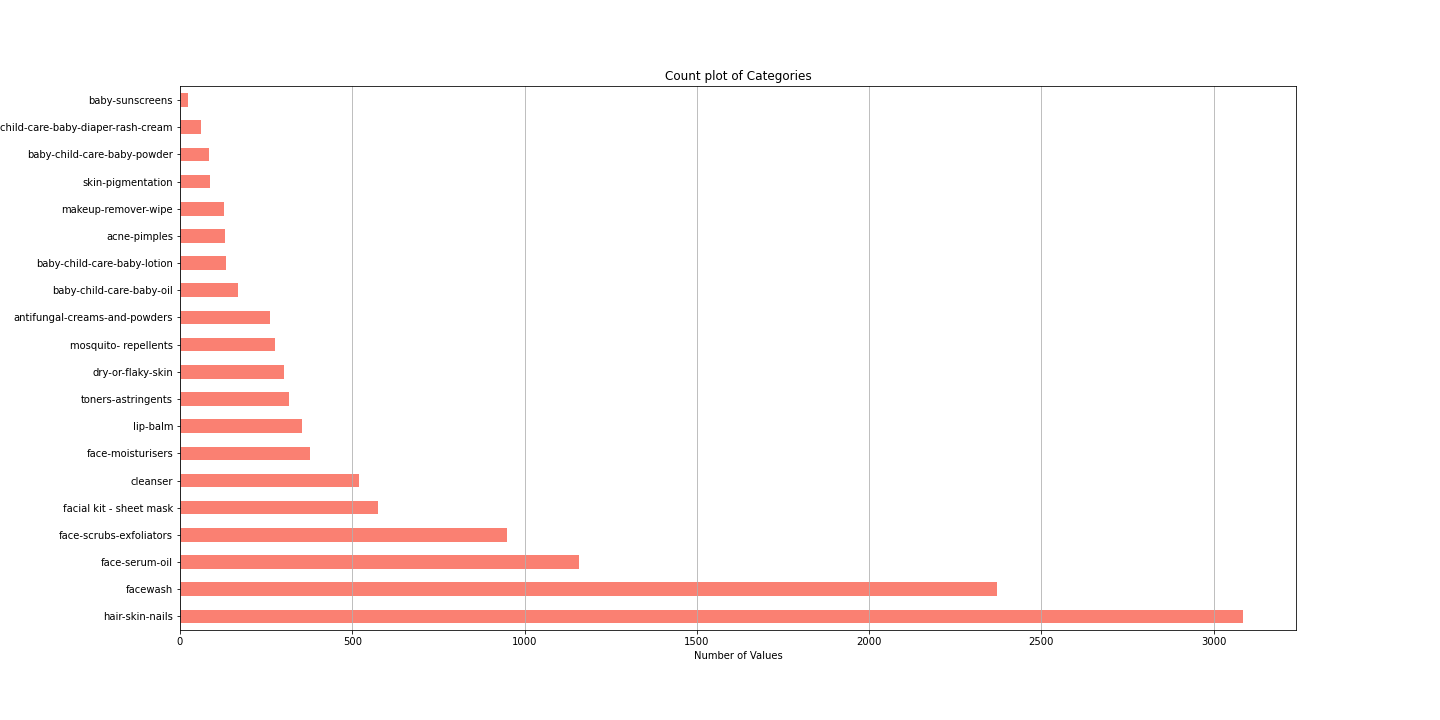 Count plot of Categories
baby-sunscreens
child-care-baby-diaper-rash-cream
baby-child-care-baby-powder
skin-pigmentation
makeup-remover-wipe
acne-pimples
baby-child-care-baby-lotion
baby-child-care-baby-oil
antifungal-creams-and-powders
mosquito- repellents
dry-or-flaky-skin
toners-astringents
lip-balm
face-moisturisers
cleanser
facial kit - sheet mask
face-scrubs-exfoliators
face-serum-oil
facewash
hair-skin-nails
0 500 1000 1500 2000 2500 3000
Number of Values